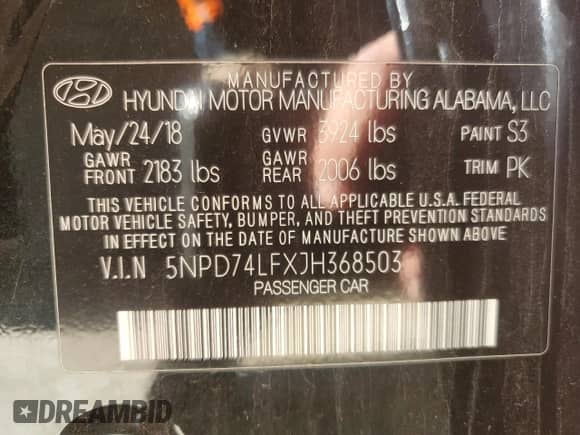 MANUFACTURED BY
HYUNDAI MOTOR MANUFACTURING ALABAMA, LLC
May/24/18 GVWR 3924 lbs PAINT S3
GAWR FRONT 2183 lbs GAWR REAR 2006 lbs TRIM PK
THIS VEHICLE CONFORMS TO ALL APPLICABLE U.S.A. FEDERAL
MOTOR VEHICLE SAFETY, BUMPER, AND THEFT PREVENTION STANDARDS
IN EFFECT ON THE DATE OF MANUFACTURE SHOWN ABOVE
V.I.N 5NPD74LFXJH368503
PASSENGER CAR
DREAMBID